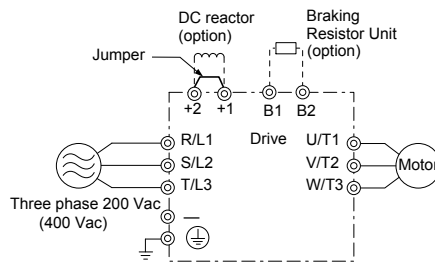 DC reactor
(option)
Braking
Resistor Unit
(option)
Jumper
+2
+1
B1
B2
R/L1
Drive
U/T1
S/L2
V/T2
Motor
T/L3
W/T3
Three phase 200 Vac
(400 Vac)
–